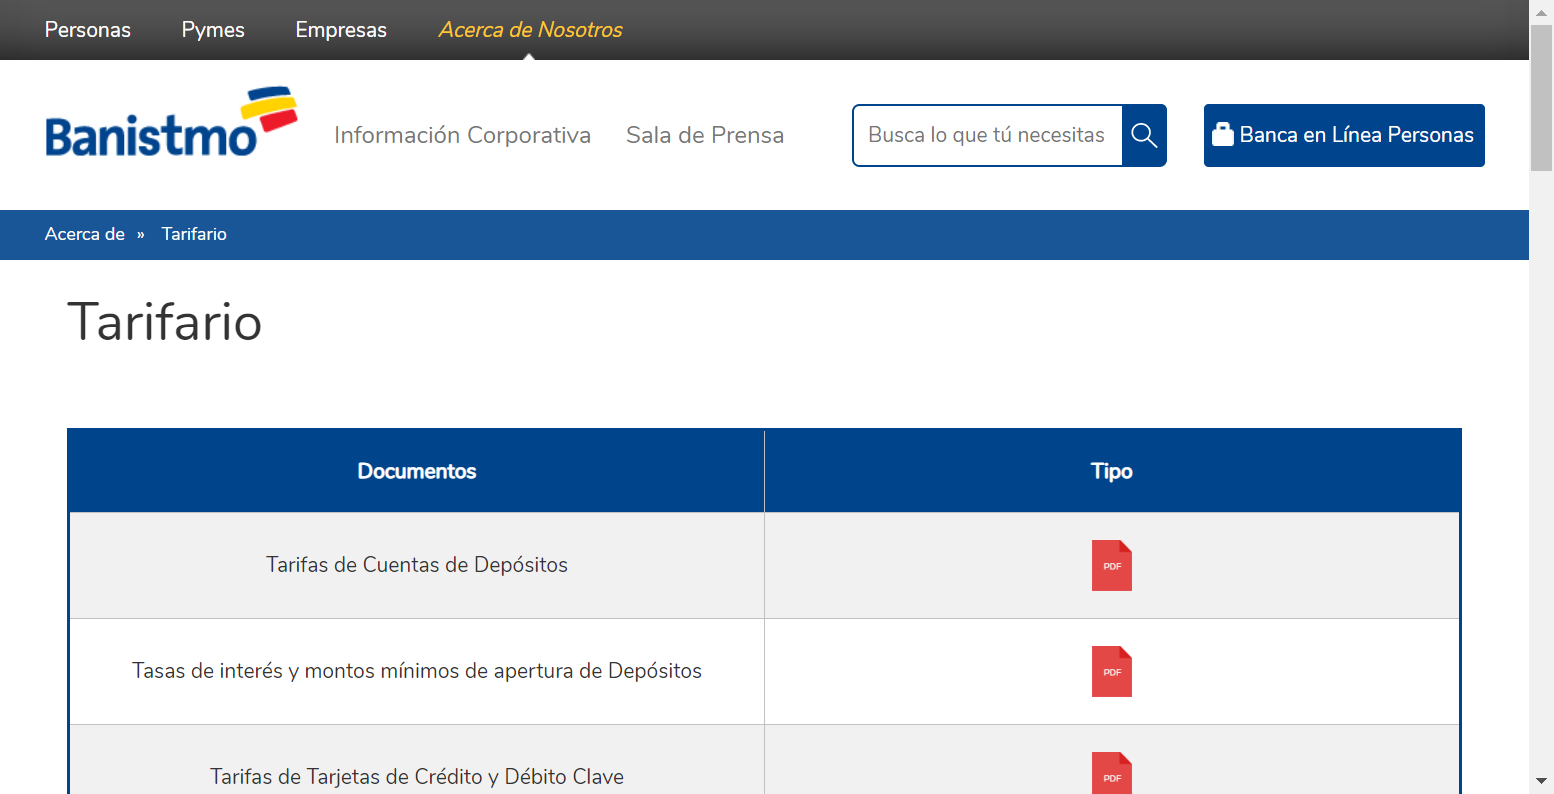 Personas Pymes Empresas Acerca de Nosotros
Banistmo Información Corporativa Sala de Prensa Busca lo que tú necesitas Banca en Línea Personas
Acerca de » Tarifario
Tarifario
Documentos Tipo
Tarifas de Cuentas de Depósitos PDF
Tasas de interés y montos mínimos de apertura de Depósitos PDF
Tarifas de Tarjetas de Crédito y Débito Clave PDF